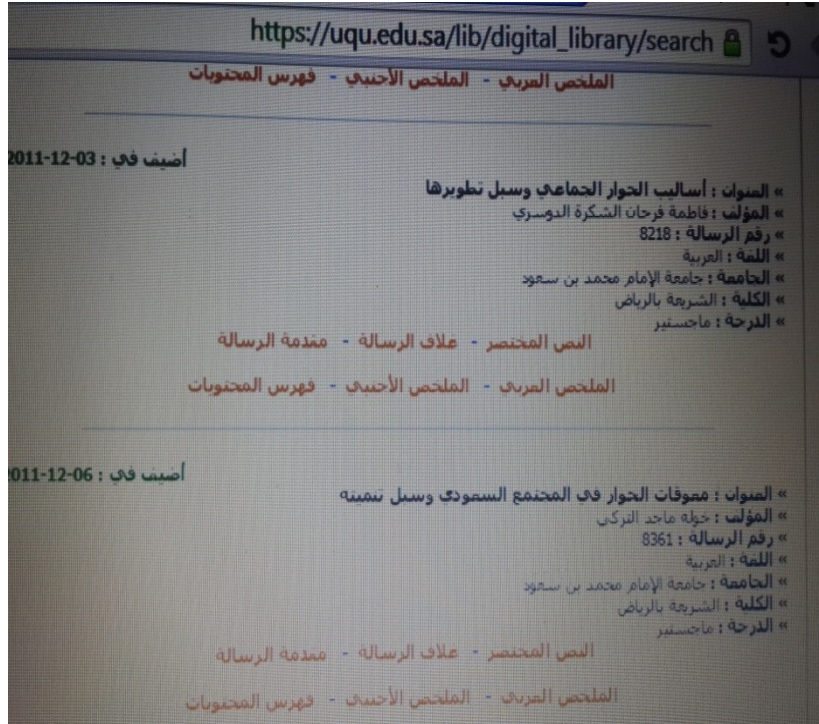 https://uqu.edu.sa/lib/digital_library/search
الملخص العربي - الملخص الأجنبي - فهرس المحتويات
أضيف في : 03-12-2011
» العنوان : أساليب الحوار الجماعي وسبل تطويرها
» المؤلف : فاطمة فرحان الشكرة الدوسري
» رقم الرسالة : 8218
» اللغة : العربية
» الجامعة : جامعة الإمام محمد بن سعود
» الكلية : الشريعة بالرياض
» الدرجة : ماجستير
النص المختصر - غلاف الرسالة - مقدمة الرسالة
الملخص العربي - الملخص الأجنبي - فهرس المحتويات
أضيف في : 06-12-011
» العنوان : معوقات الحوار في المجتمع السعودي وسبل تنميته
» المؤلف : خوله ماجد التركي
» رقم الرسالة : 8361
» اللغة : العربية
» الجامعة : جامعة الإمام محمد بن سعود
» الكلية : الشريعة بالرياض
» الدرجة : ماجستير
النص المختصر - غلاف الرسالة - مقدمة الرسالة
الملخص العربي - الملخص الأجنبي - فهرس المحتويات